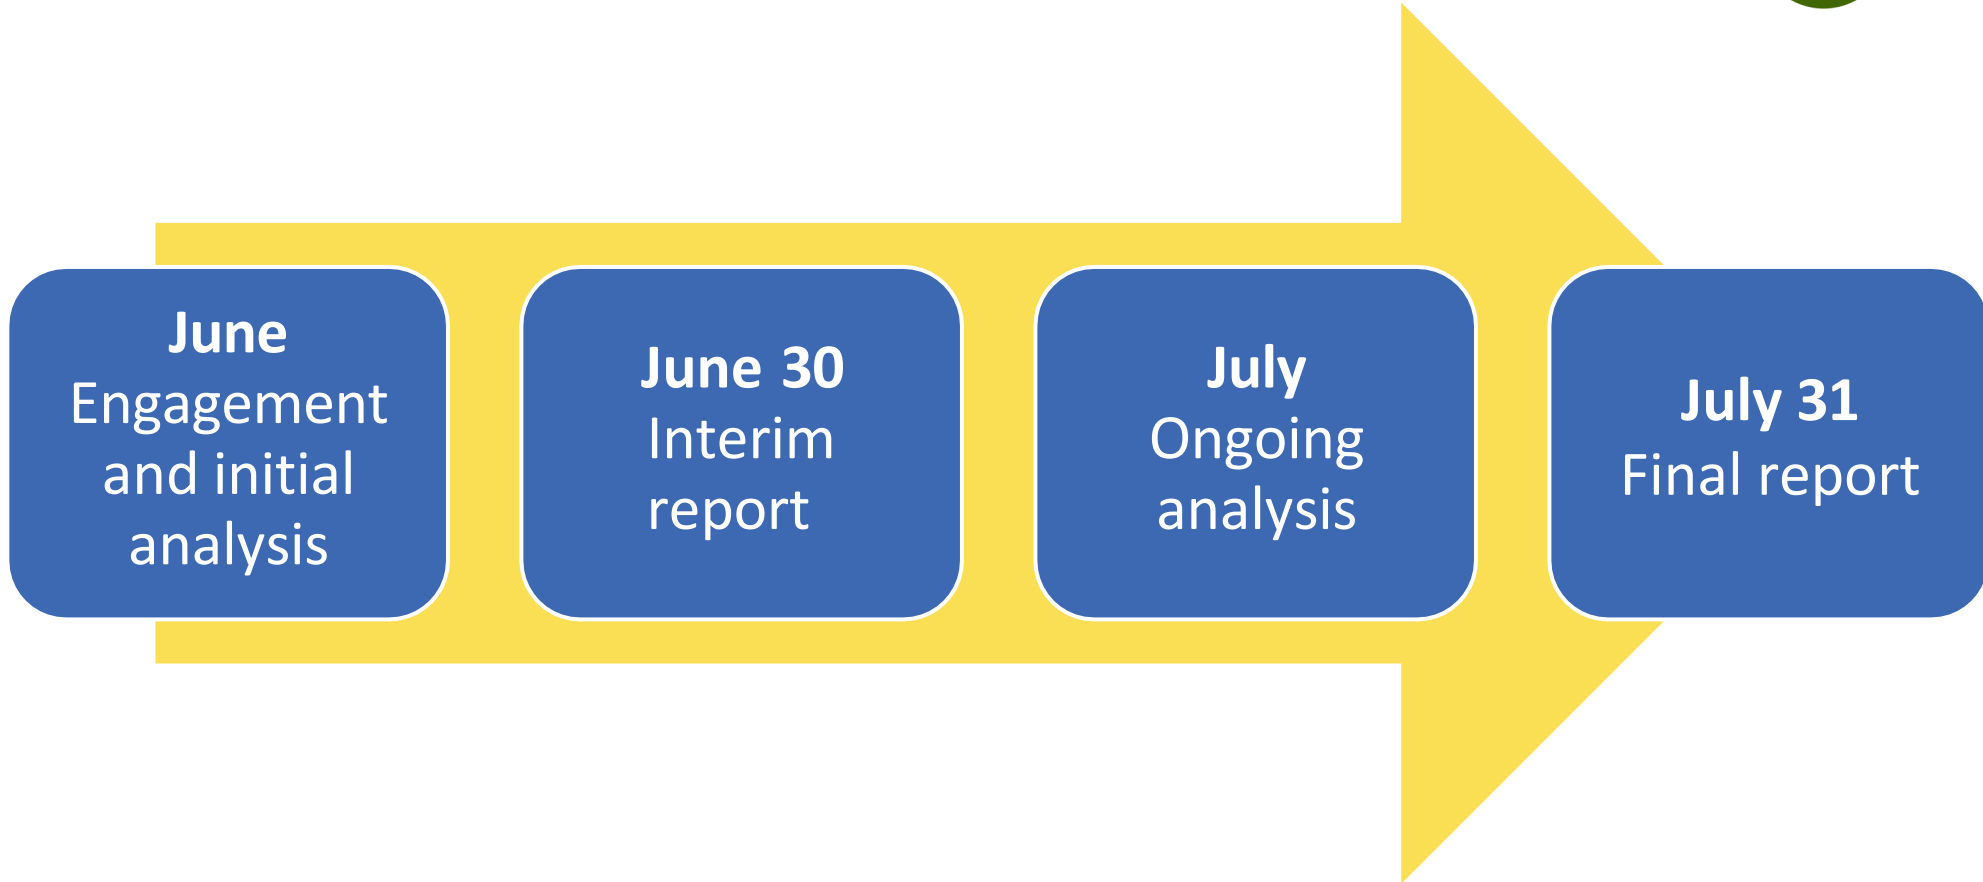 June
Engagement
and initial
analysis
June 30
Interim
report
July
Ongoing
analysis
July 31
Final report